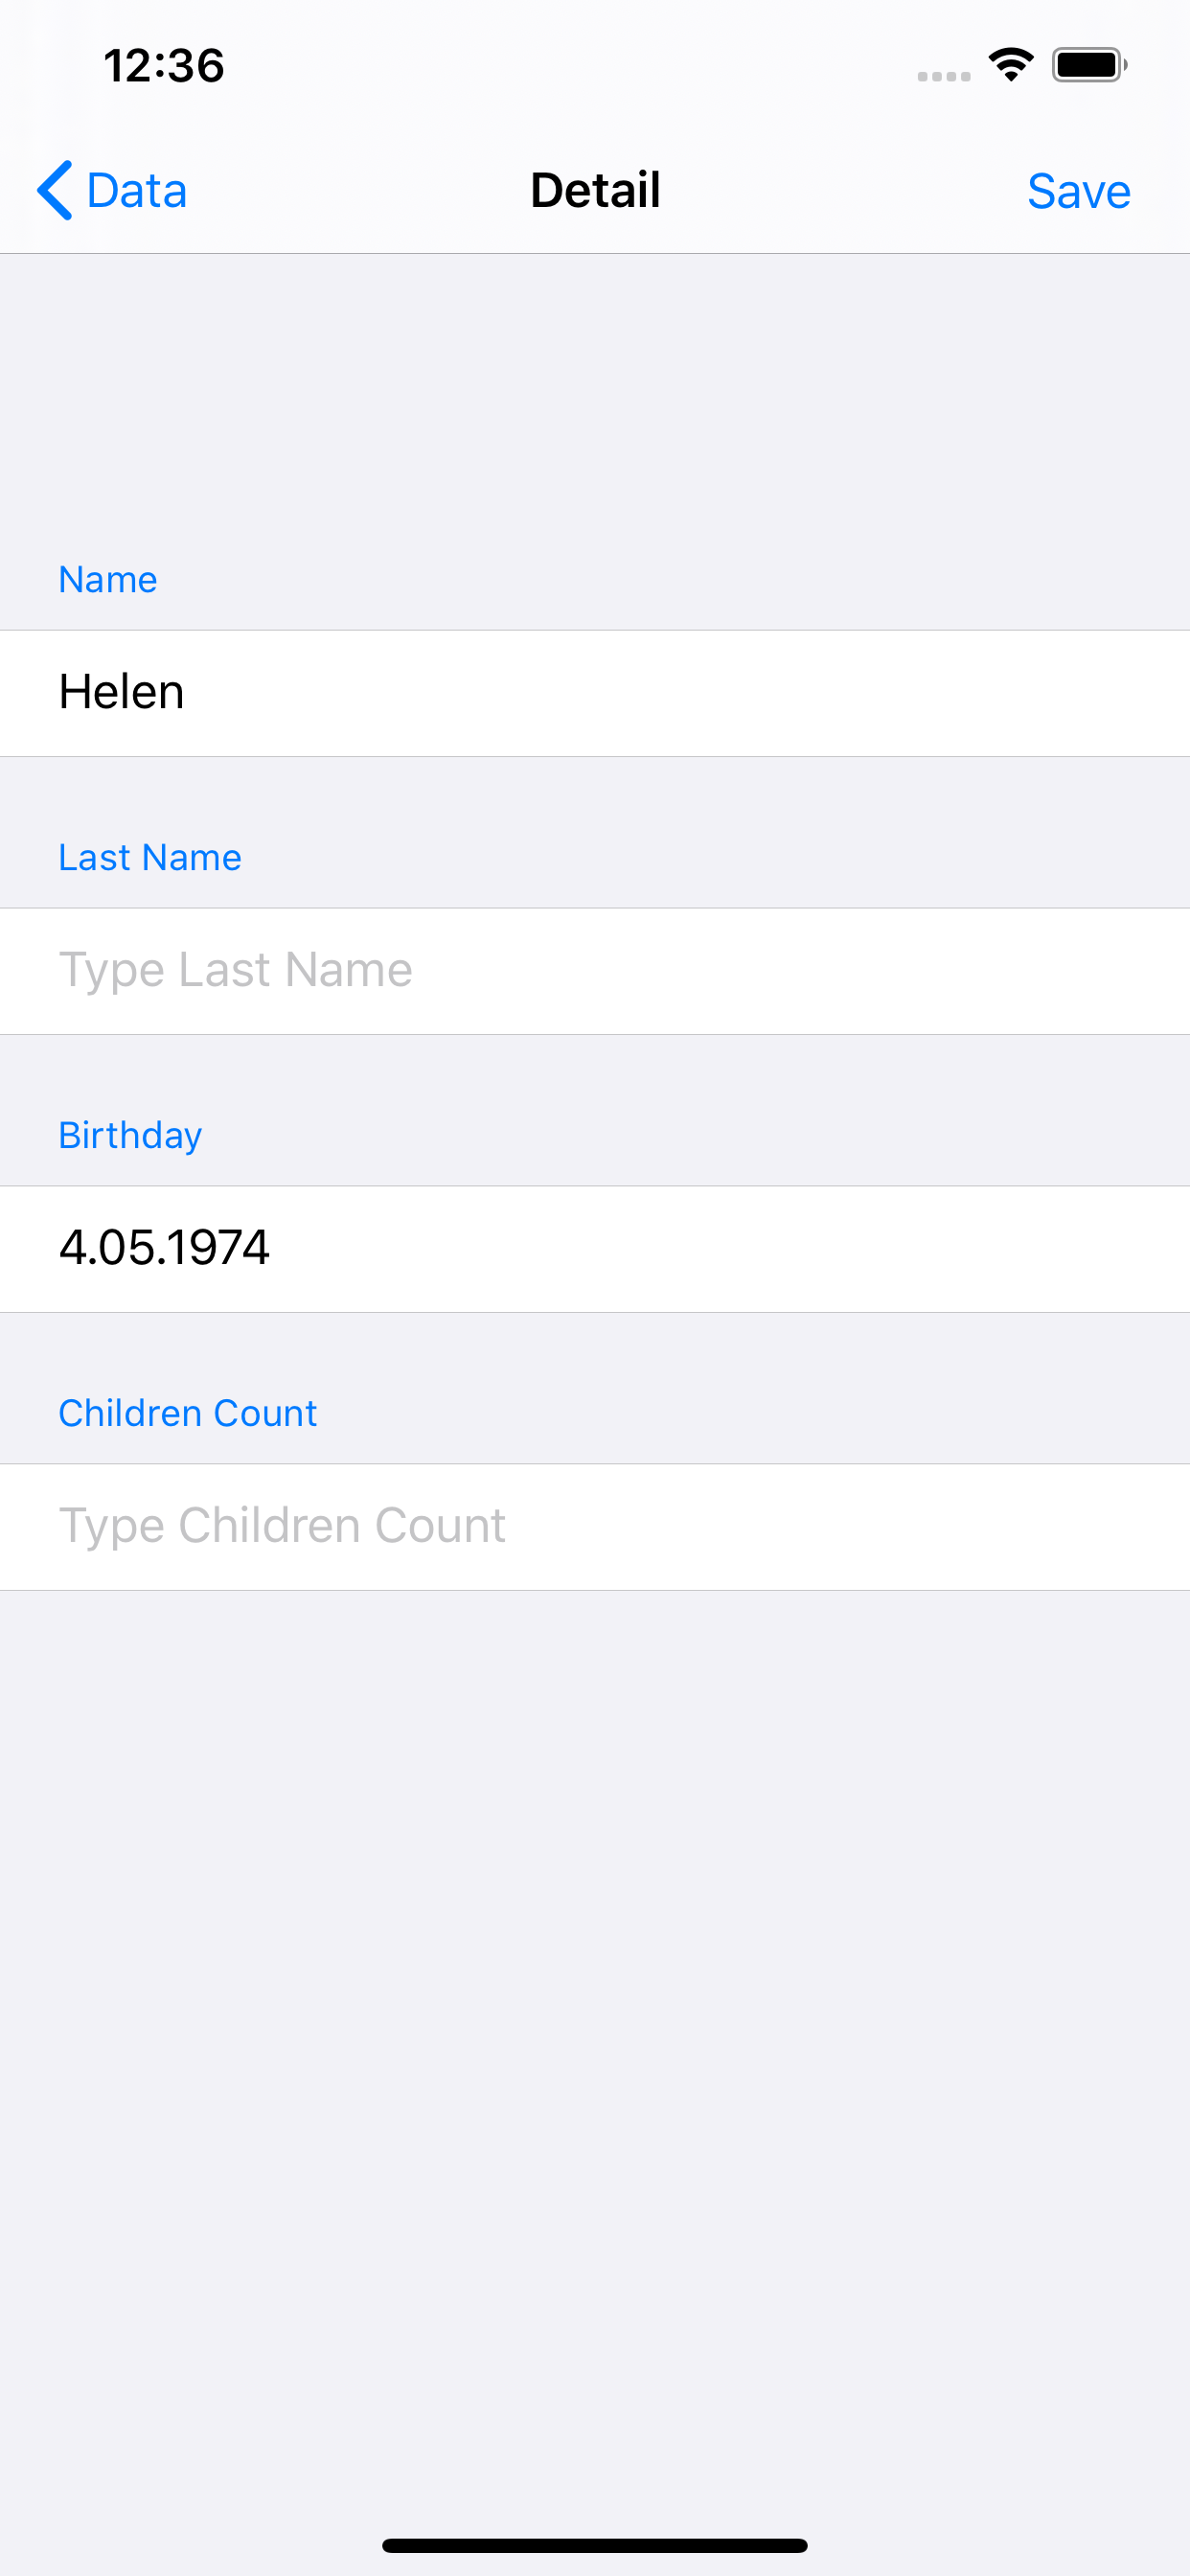 12:36
Data Detail Save
Name
Helen
Last Name
Type Last Name
Birthday
4.05.1974
Children Count
Type Children Count